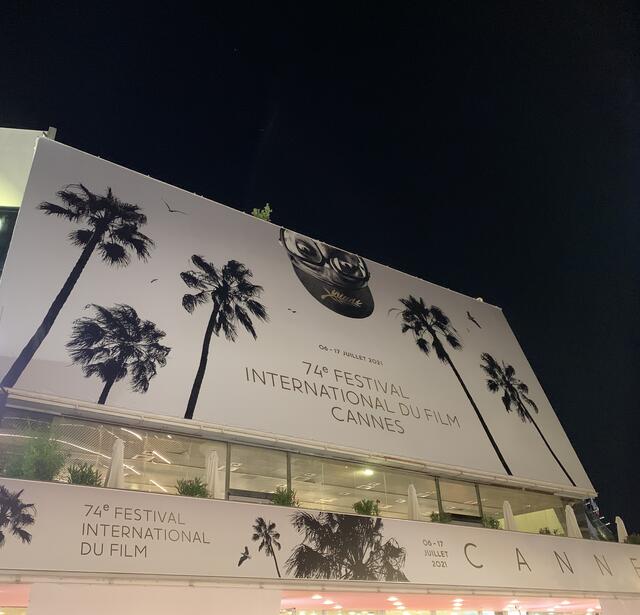 06 - 17 JUILLET 2021
74e FESTIVAL
INTERNATIONAL DU FILM
CANNES
74e FESTIVAL
INTERNATIONAL
DU FILM
06 - 17
JUILLET
2021
CANNE